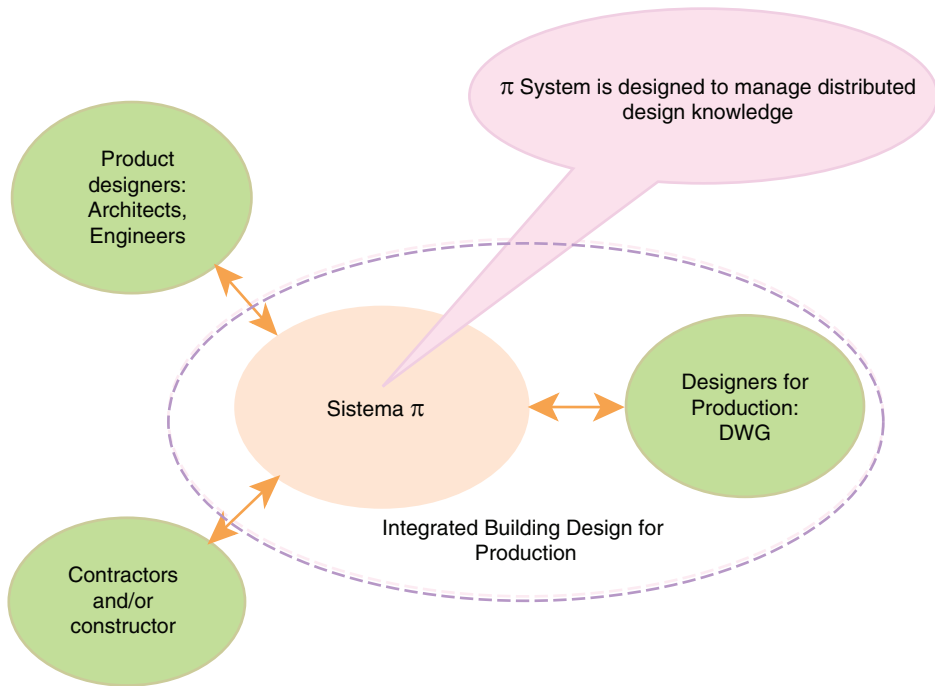 π System is designed to manage distributed
design knowledge
Product
designers:
Architects,
Engineers
Sistema π
Designers for
Production:
DWG
Integrated Building Design for
Production
Contractors
and/or
constructor